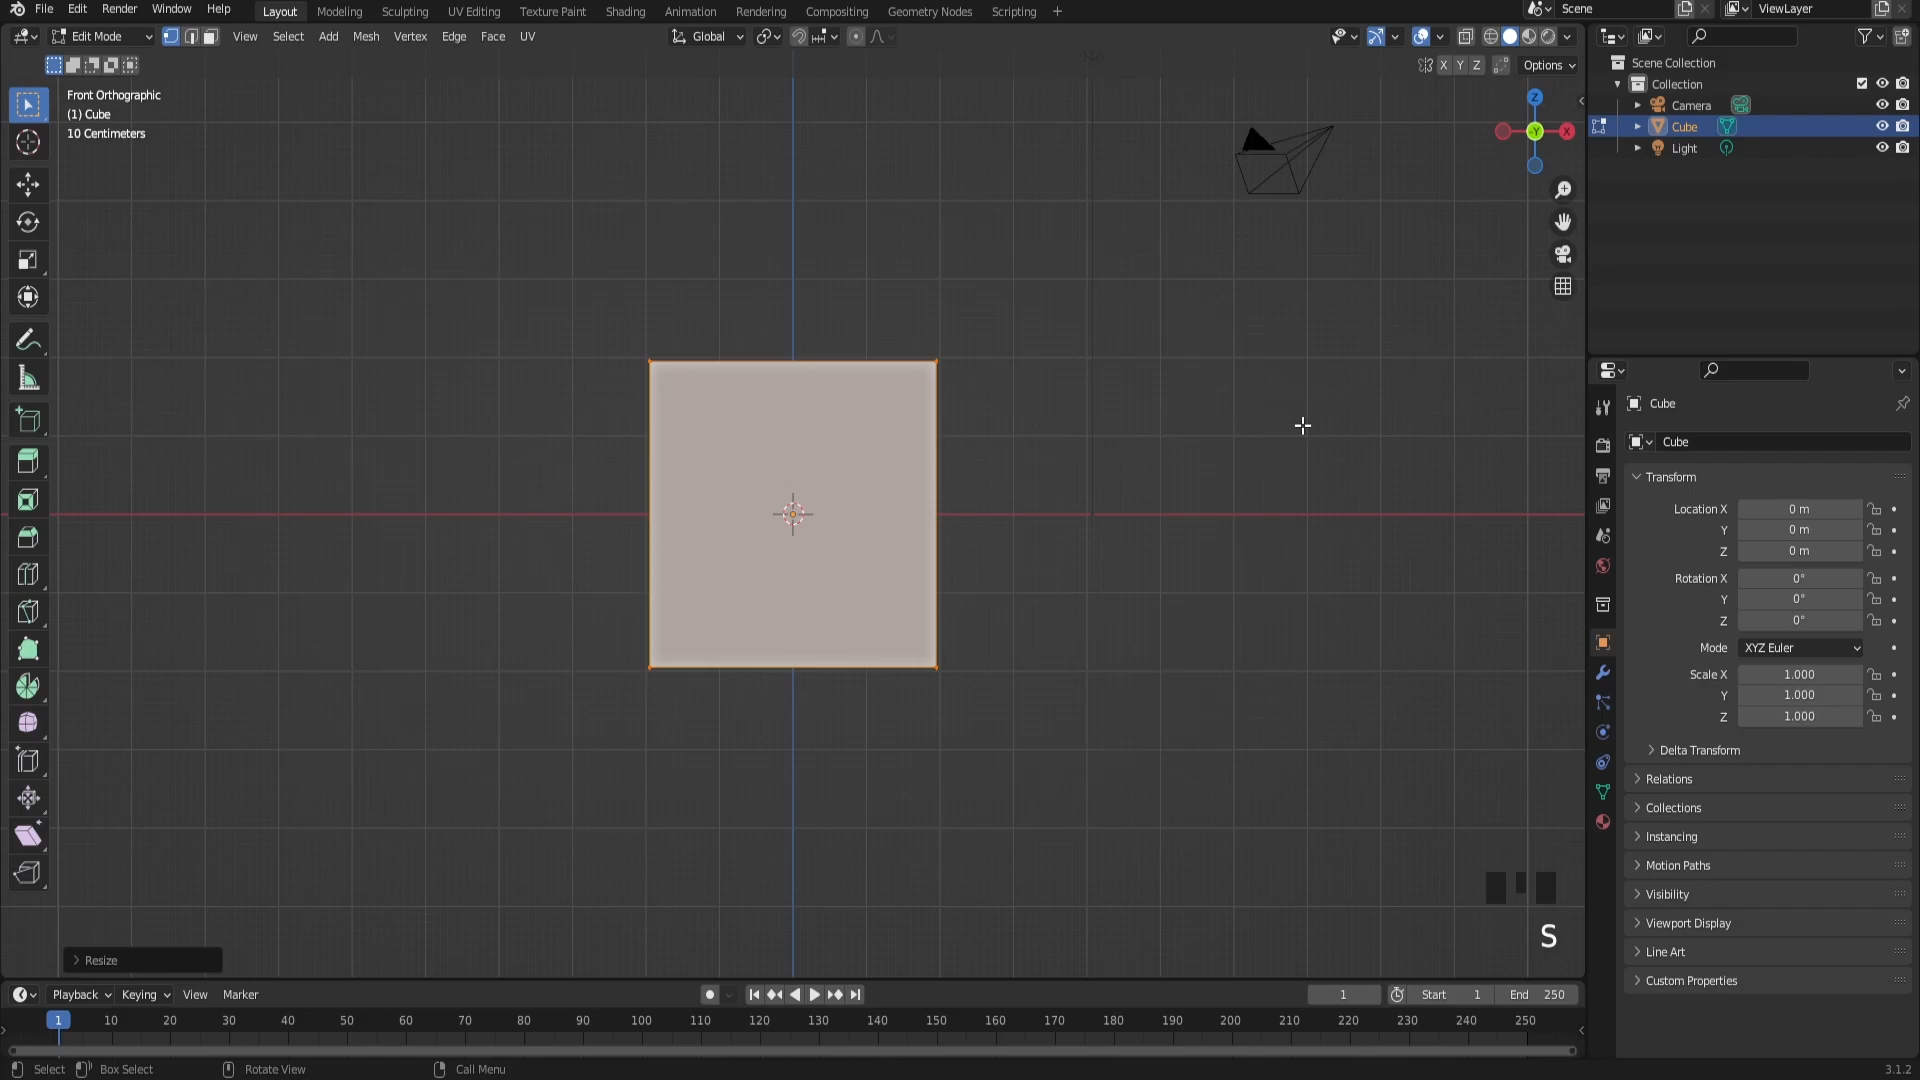 File Edit Render Window Help Layout Modeling Sculpting UV Editing Texture Paint Shading Animation Rendering Compositing Geometry Nodes Scripting + Scene ViewLayer
Edit Mode View Select Add Mesh Vertex Edge Face UV Global
X Y Z Options
Front Orthographic
(1) Cube
10 Centimeters
Z
Y
X
Scene Collection
Collection
Camera
Cube
Light
Cube
Cube
Transform
Location X 0 m
Y 0 m
Z 0 m
Rotation X 0°
Y 0°
Z 0°
Mode XYZ Euler
Scale X 1.000
Y 1.000
Z 1.000
Delta Transform
Relations
Collections
Instancing
Motion Paths
Visibility
Viewport Display
Line Art
Custom Properties
S
Resize
Playback Keying View Marker 1 Start 1 End 250
1 10 20 30 40 50 60 70 80 90 100 110 120 130 140 150 160 170 180 190 200 210 220 230 240 250
Select Box Select Rotate View Call Menu 3.1.2